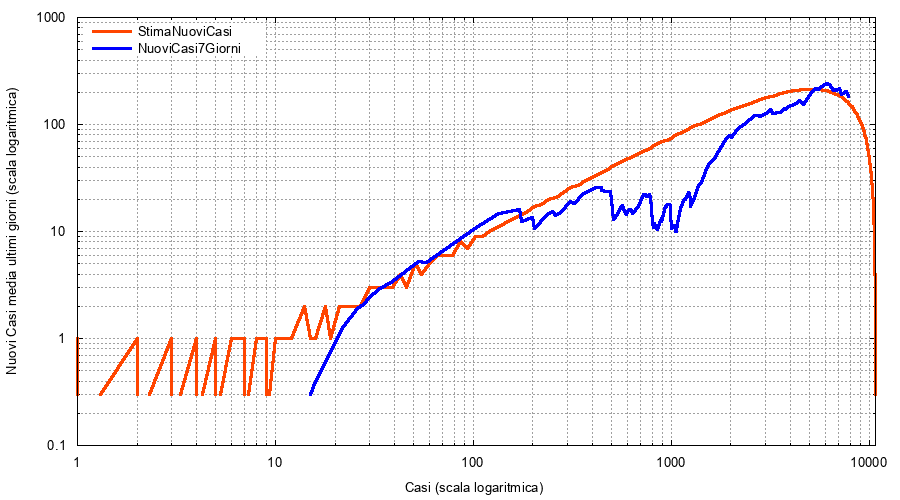 1000
StimaNuoviCasi
NuoviCasi7Giorni
100
10
1
0.1
Nuovi Casi media ultimi giorni (scala logaritmica)
1 10 100 1000 10000
Casi (scala logaritmica)